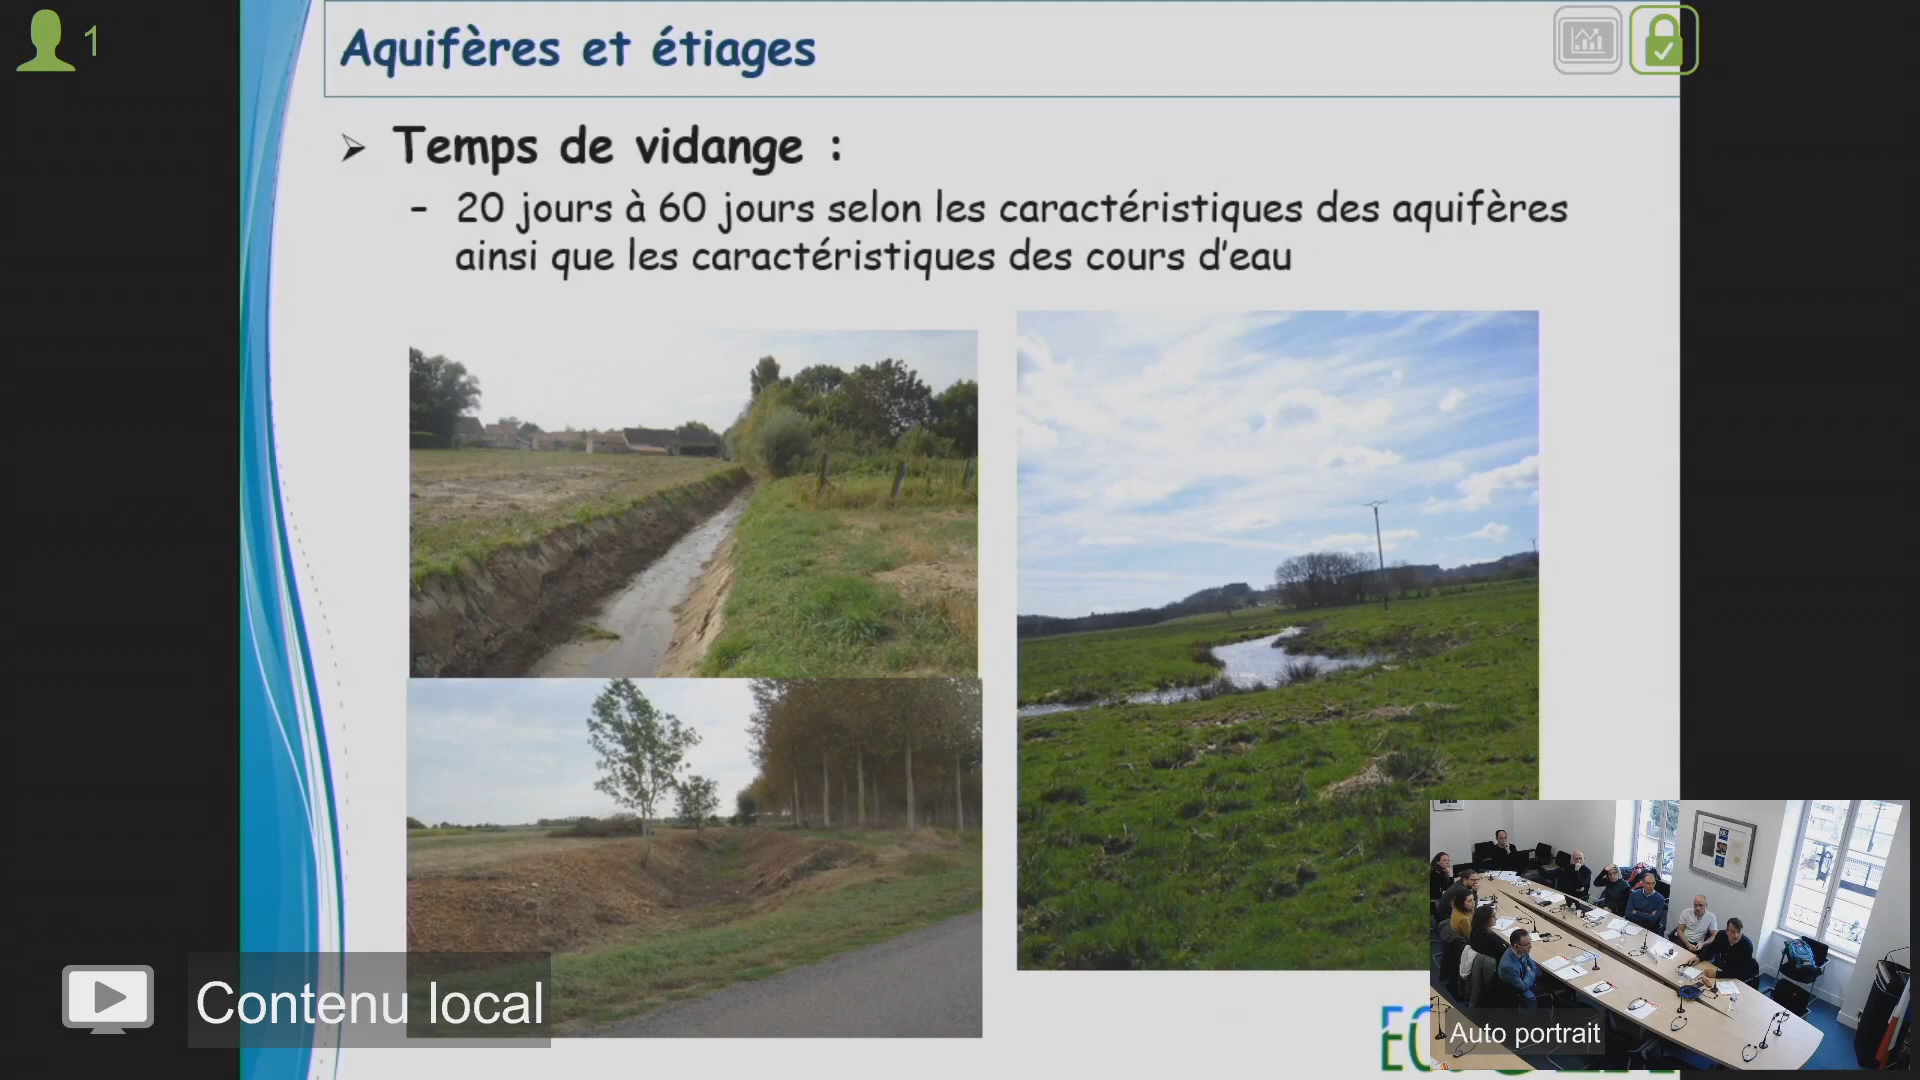 1
Aquifères et étiages
Temps de vidange :
- 20 jours à 60 jours selon les caractéristiques des aquifères
ainsi que les caractéristiques des cours d'eau
Contenu local
Auto portrait